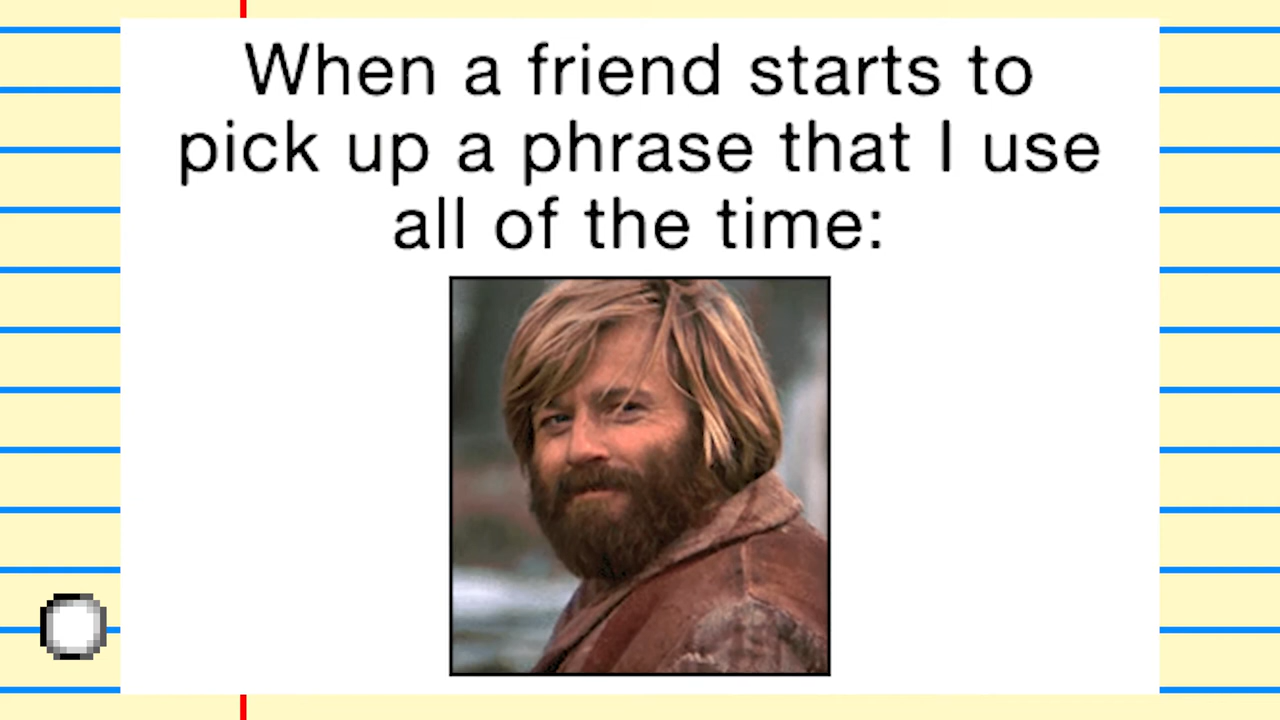 When a friend starts to
pick up a phrase that I use
all of the time: